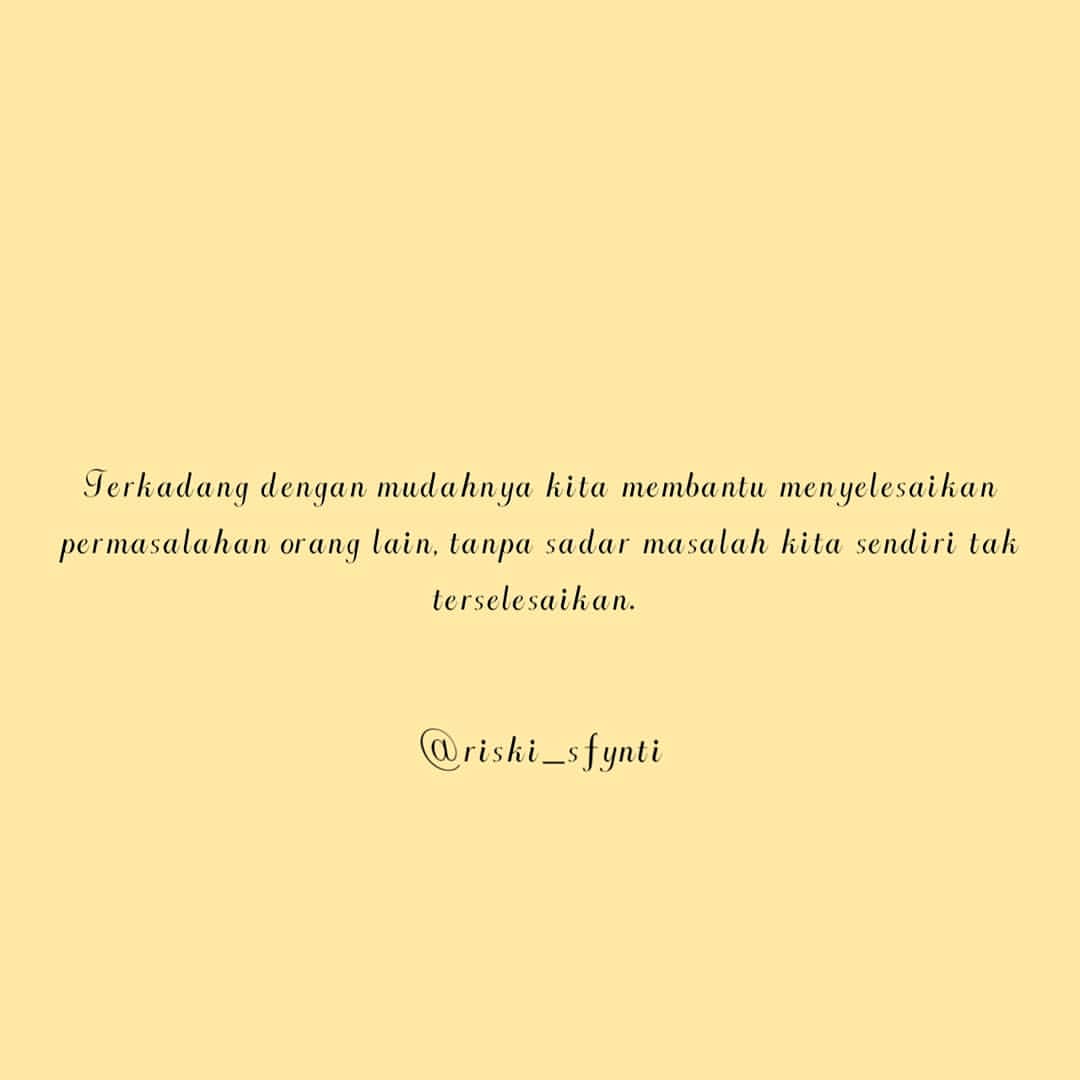 Terkadang dengan mudahnya kita membantu menyelesaikan
permasalahan orang lain, tanpa sadar masalah kita sendiri tak
terselesaikan.
@riski_sfynti